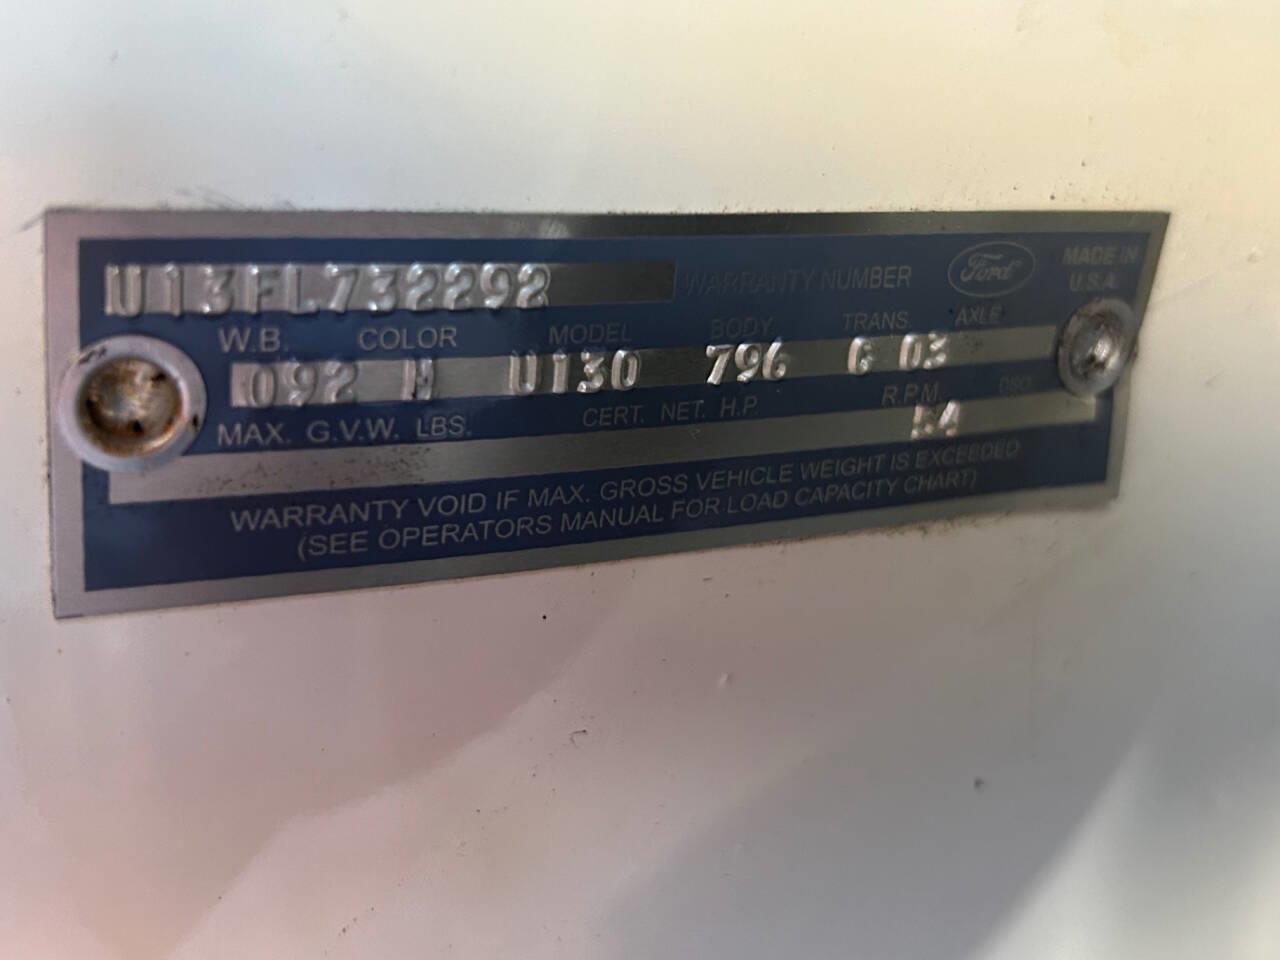 U13FL732292 WARRANTY NUMBER Ford MADE IN U.S.A.
W.B. COLOR MODEL BODY TRANS. AXLE
092 U130 796 G 03
MAX. G.V.W. LBS. CERT. NET. H.P. R.P.M. DSO
WARRANTY VOID IF MAX. GROSS VEHICLE WEIGHT IS EXCEEDED
(SEE OPERATORS MANUAL FOR LOAD CAPACITY CHART)